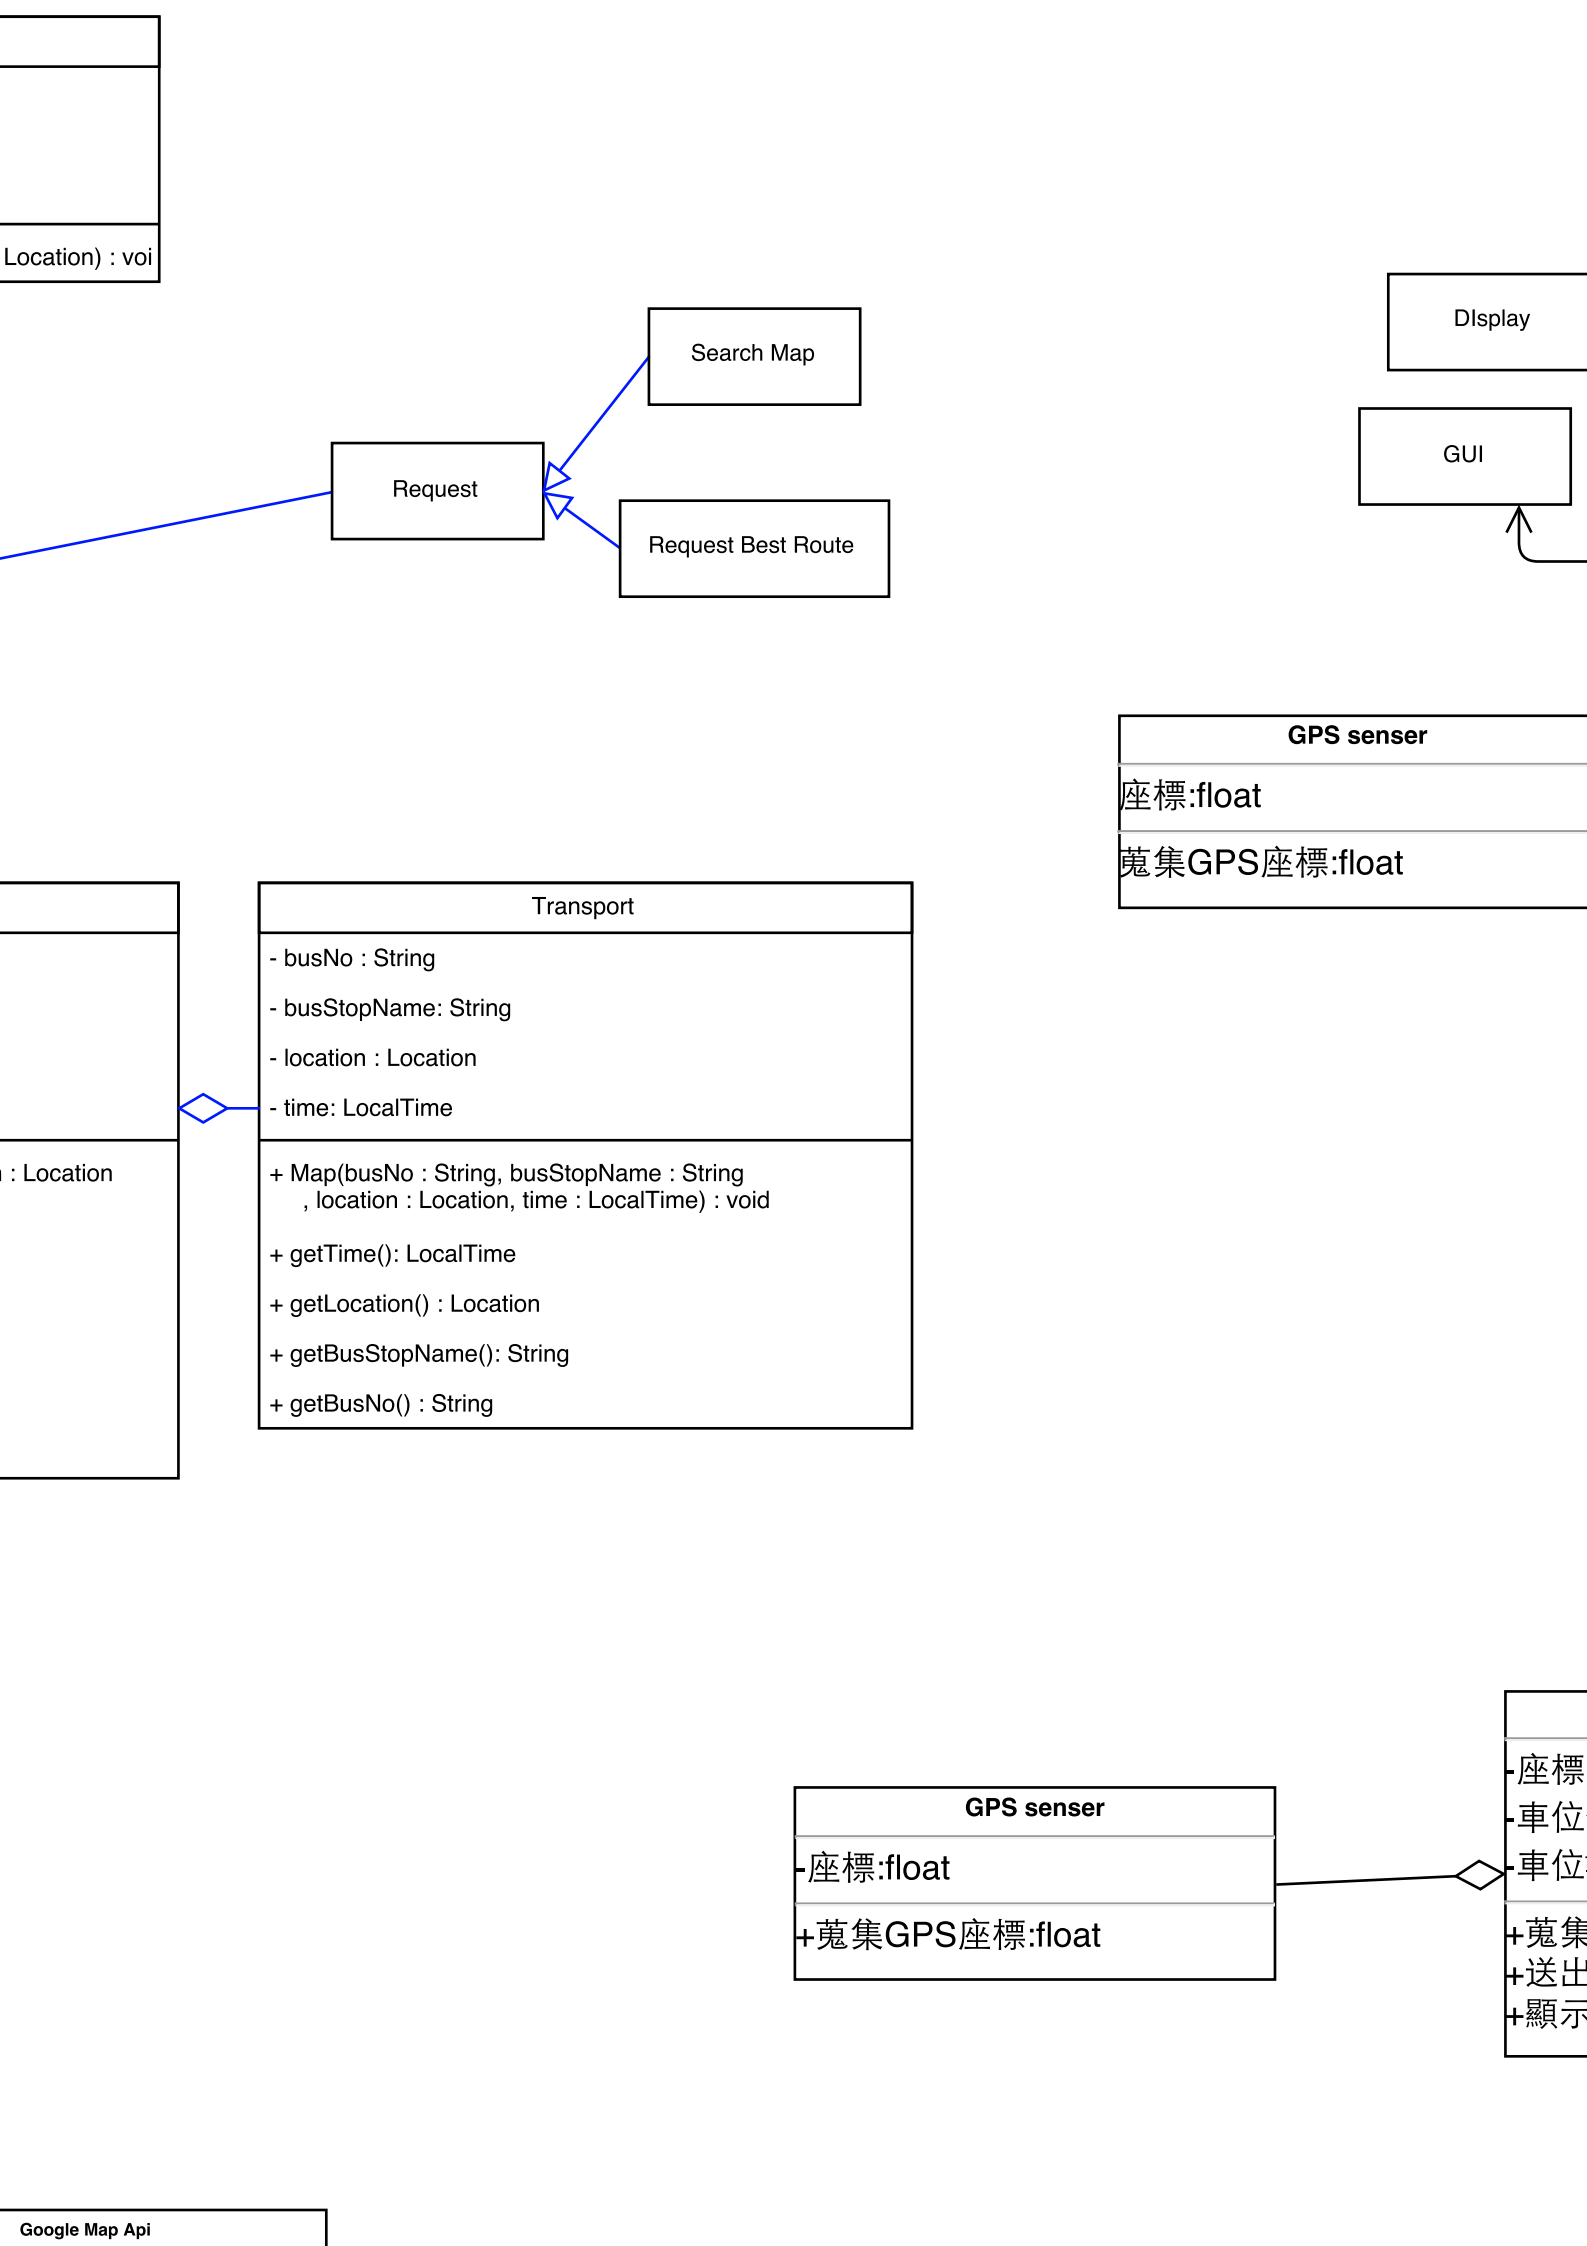 Location) : voi
Search Map
Request
Request Best Route
DIsplay
GUI
GPS senser
座標:float
蒐集GPS座標:float
: Location
Transport
- busNo : String
- busStopName: String
- location : Location
- time: LocalTime
+ Map(busNo : String, busStopName : String
, location : Location, time : LocalTime) : void
+ getTime(): LocalTime
+ getLocation() : Location
+ getBusStopName(): String
+ getBusNo() : String
GPS senser
-座標:float
+蒐集GPS座標:float
-座標
-車位
-車位
+蒐集
+送出
+顯示
Google Map Api